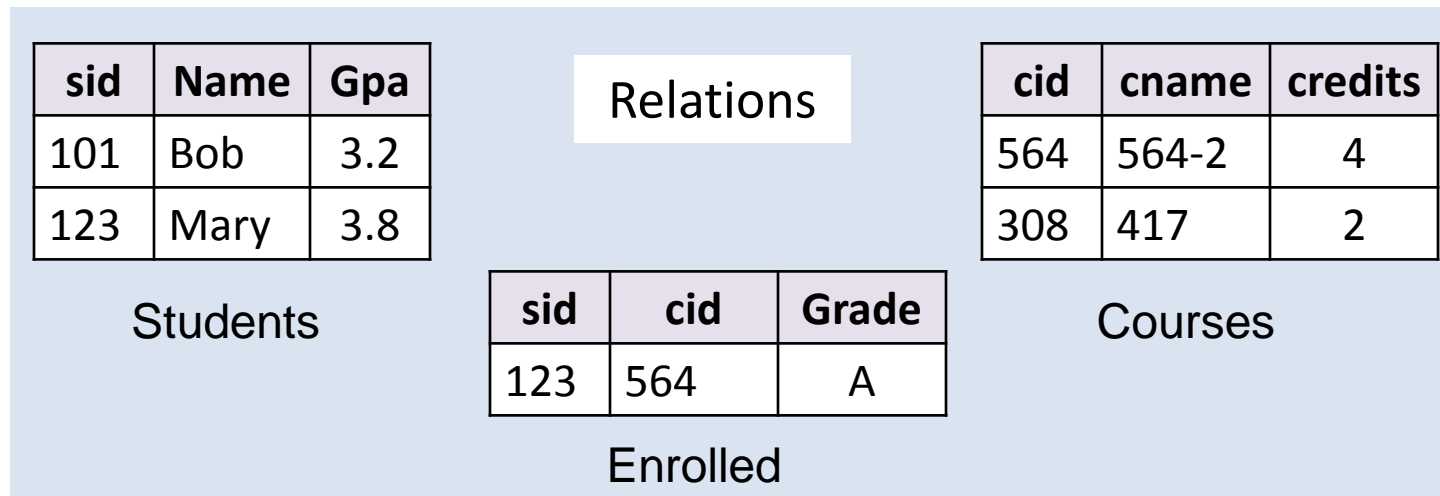 sid Name Gpa
101 Bob 3.2
123 Mary 3.8
Students
Relations
cid cname credits
564 564-2 4
308 417 2
Courses
sid cid Grade
123 564 A
Enrolled